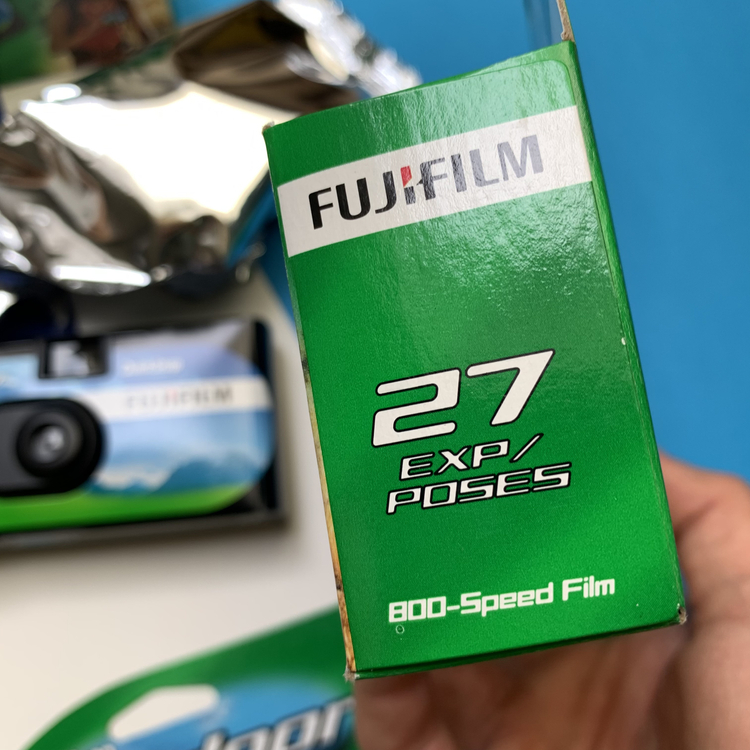 FUJIFILM
27
EXP/
POSES
800-Speed Film
FUJIFILM